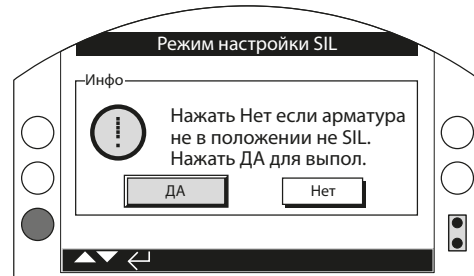 Режим настройки SIL
Инфо
Нажать Нет если арматура
не в положении не SIL.
Нажать ДА для выпол.
ДА Нет